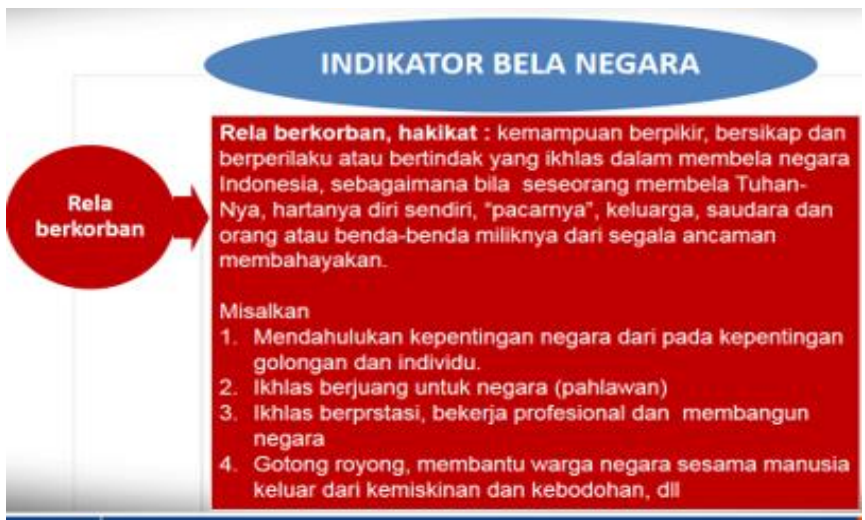 INDIKATOR BELA NEGARA
Rela
berkorban
Rela berkorban, hakikat : kemampuan berpikir, bersikap dan
berperilaku atau bertindak yang ikhlas dalam membela negara
Indonesia, sebagaimana bila seseorang membela Tuhan-
Nya, hartanya diri sendiri, "pacarnya", keluarga, saudara dan
orang atau benda-benda miliknya dari segala ancaman
membahayakan.
Misalkan
1. Mendahulukan kepentingan negara dari pada kepentingan
golongan dan individu.
2. Ikhlas berjuang untuk negara (pahlawan)
3. Ikhlas berprstasi, bekerja profesional dan membangun
negara
4. Gotong royong, membantu warga negara sesama manusia
keluar dari kemiskinan dan kebodohan, dll